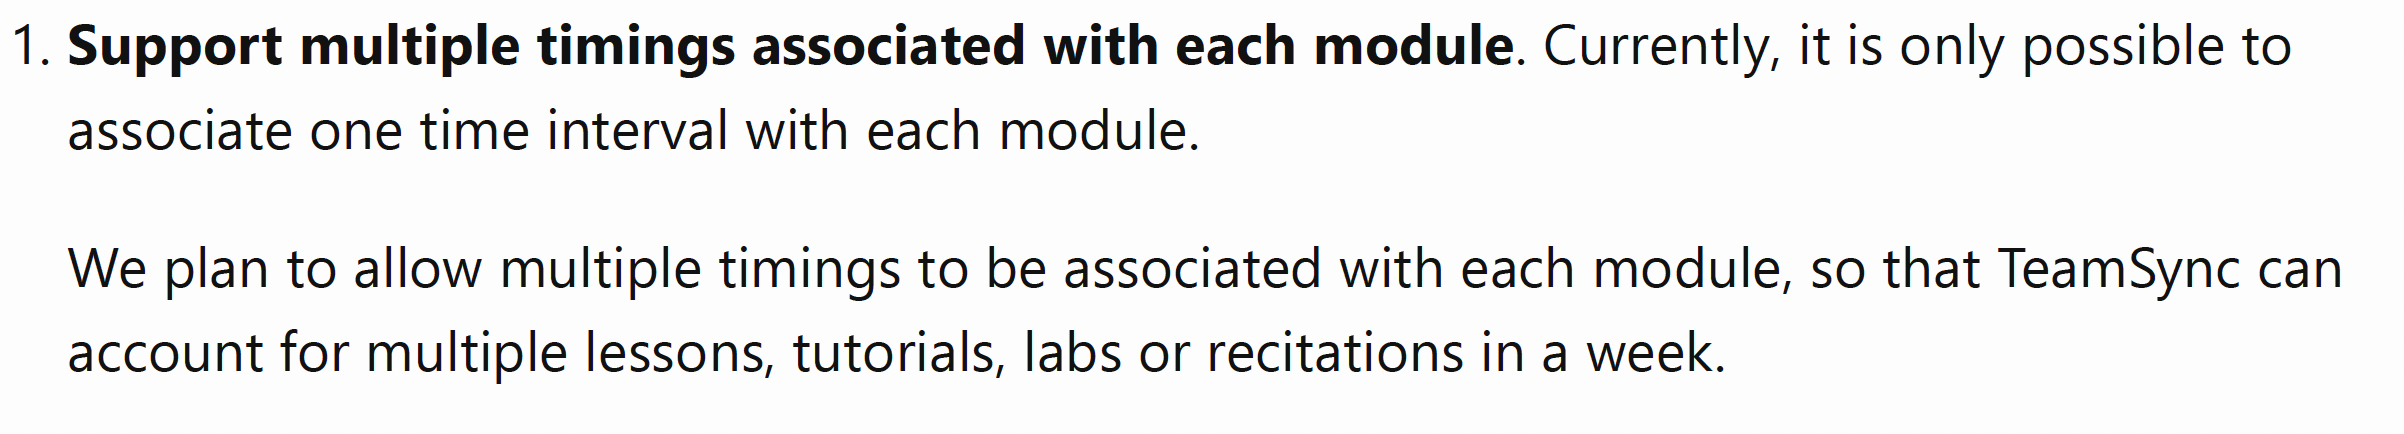 1. Support multiple timings associated with each module. Currently, it is only possible to
associate one time interval with each module.
We plan to allow multiple timings to be associated with each module, so that TeamSync can
account for multiple lessons, tutorials, labs or recitations in a week.